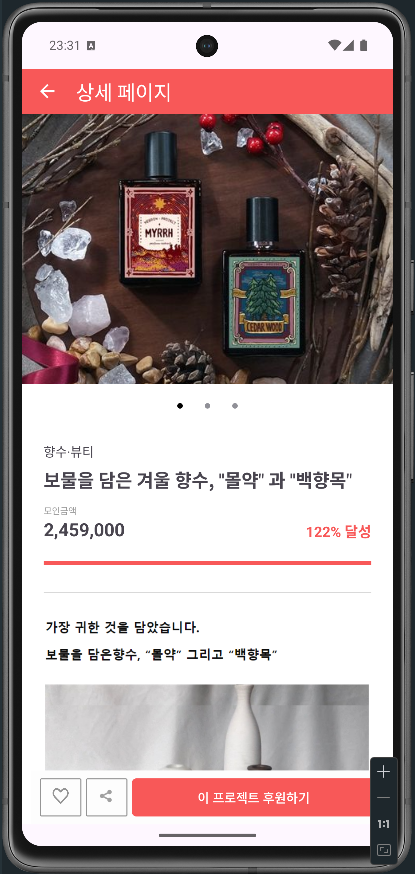 23:31 A
상세 페이지
MYRRH
CEDAR WOOD
향수·뷰티
보물을 담은 겨울 향수, "몰약" 과 "백향목"
모인금액
2,459,000
122% 달성
가장 귀한 것을 담았습니다.
보물을 담은향수, “몰약” 그리고 “백향목”
이 프로젝트 후원하기
1:1